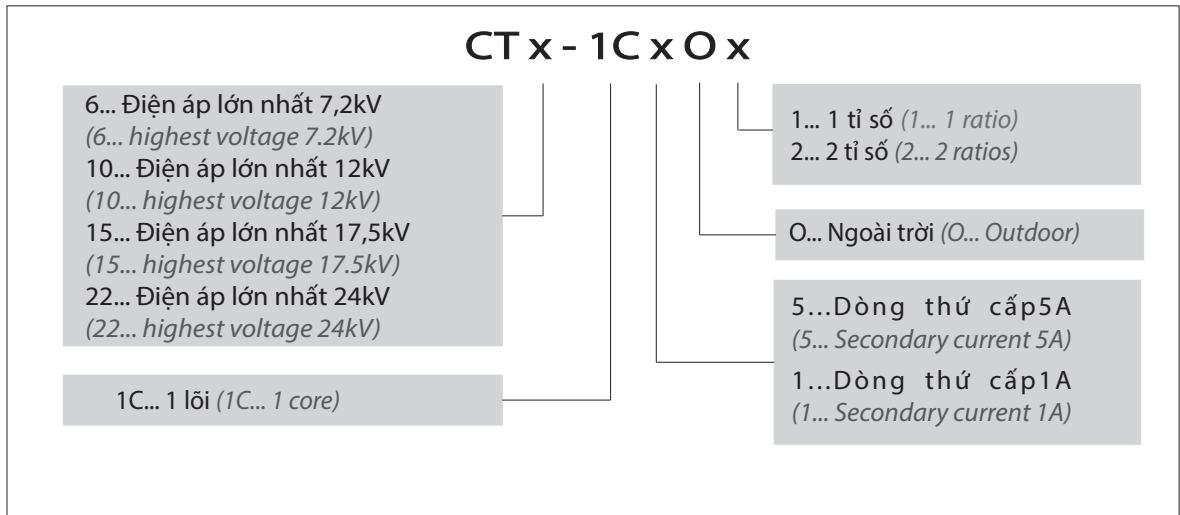 CT x - 1C x O x
6... Điện áp lớn nhất 7,2kV
(6... highest voltage 7.2kV)
10... Điện áp lớn nhất 12kV
(10... highest voltage 12kV)
15... Điện áp lớn nhất 17,5kV
(15... highest voltage 17.5kV)
22... Điện áp lớn nhất 24kV
(22... highest voltage 24kV)
1C... 1 lõi (1C... 1 core)
1... 1 tỉ số (1... 1 ratio)
2... 2 tỉ số (2... 2 ratios)
O... Ngoài trời (O... Outdoor)
5...Dòng thứ cấp5A
(5... Secondary current 5A)
1...Dòng thứ cấp1A
(1... Secondary current 1A)